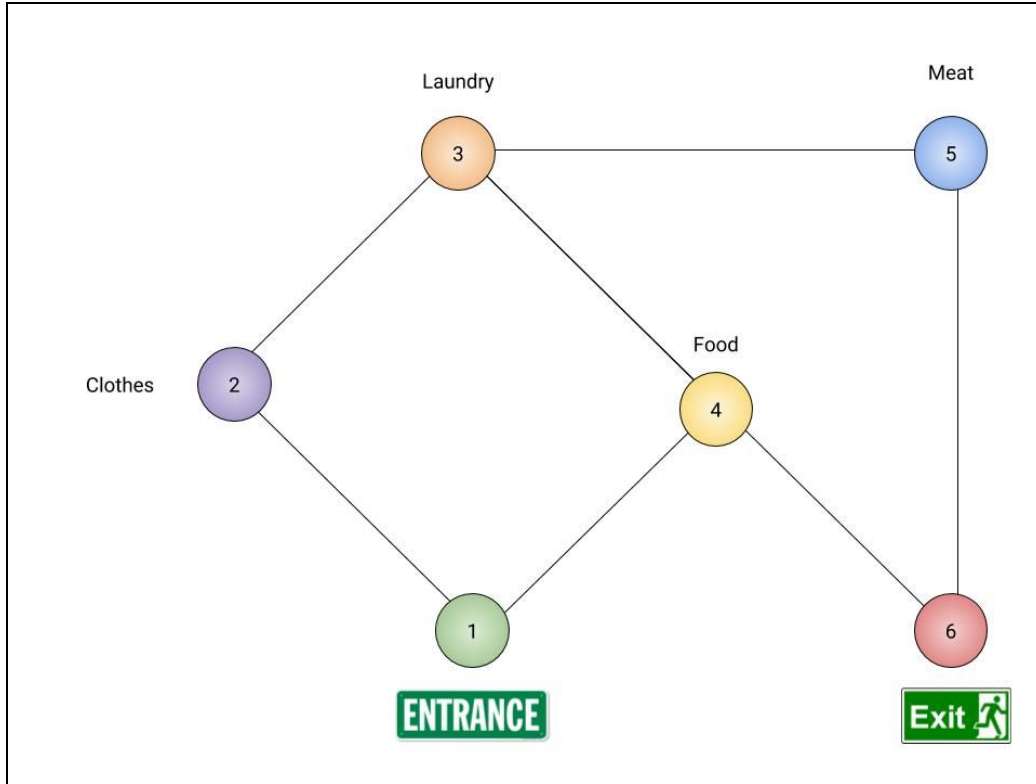 Meat
Laundry
3
5
Food
Clothes
2
4
1
6
ENTRANCE
Exit